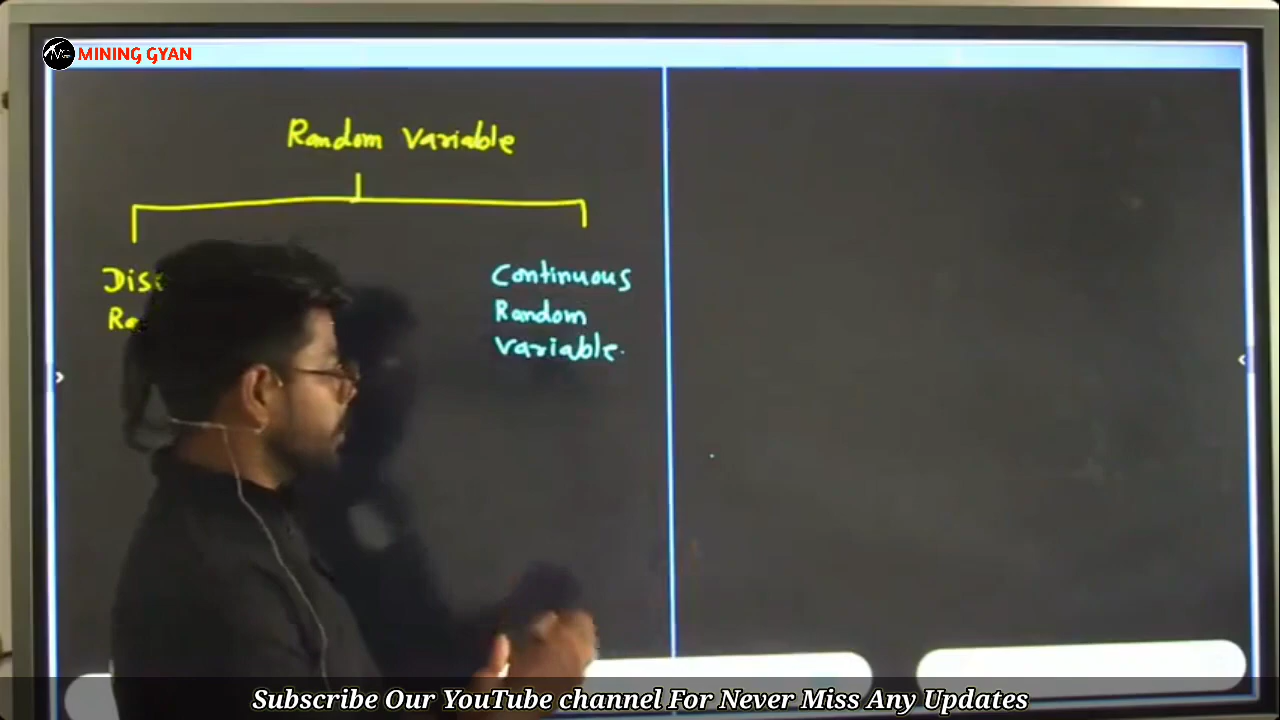 MINING GYAN
Random Variable
Continuous
Random
Variable.
Subscribe Our YouTube channel For Never Miss Any Updates